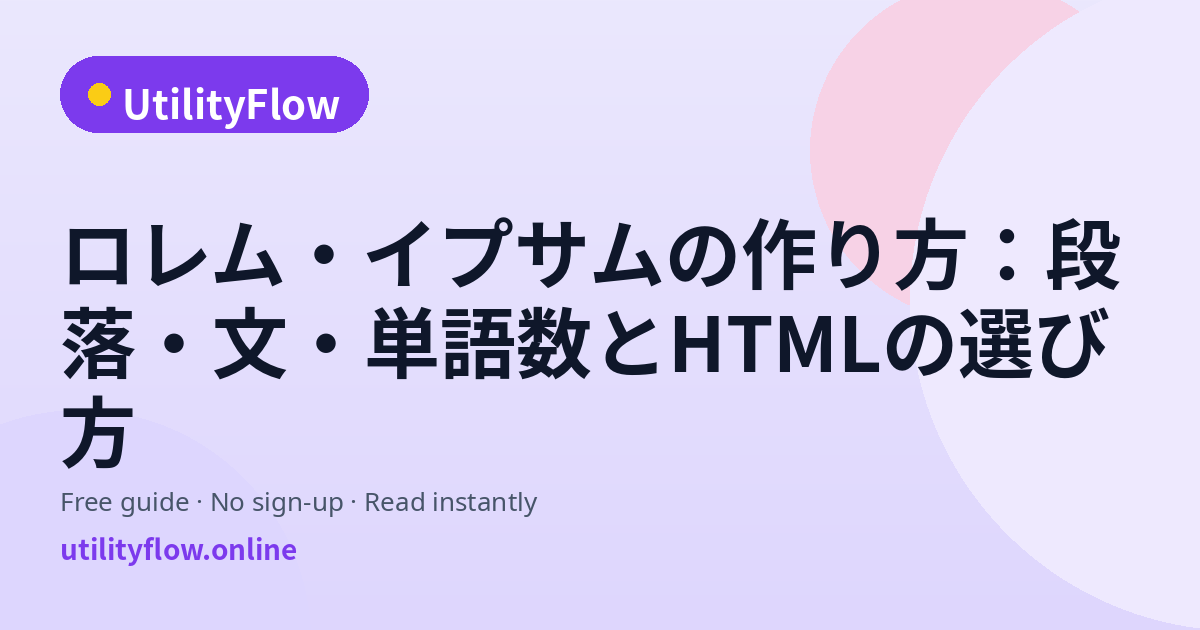 UtilityFlow
ロレム・イプサムの作り方：段
落・文・単語数とHTMLの選び
方
Free guide · No sign-up · Read instantly
utilityflow.online